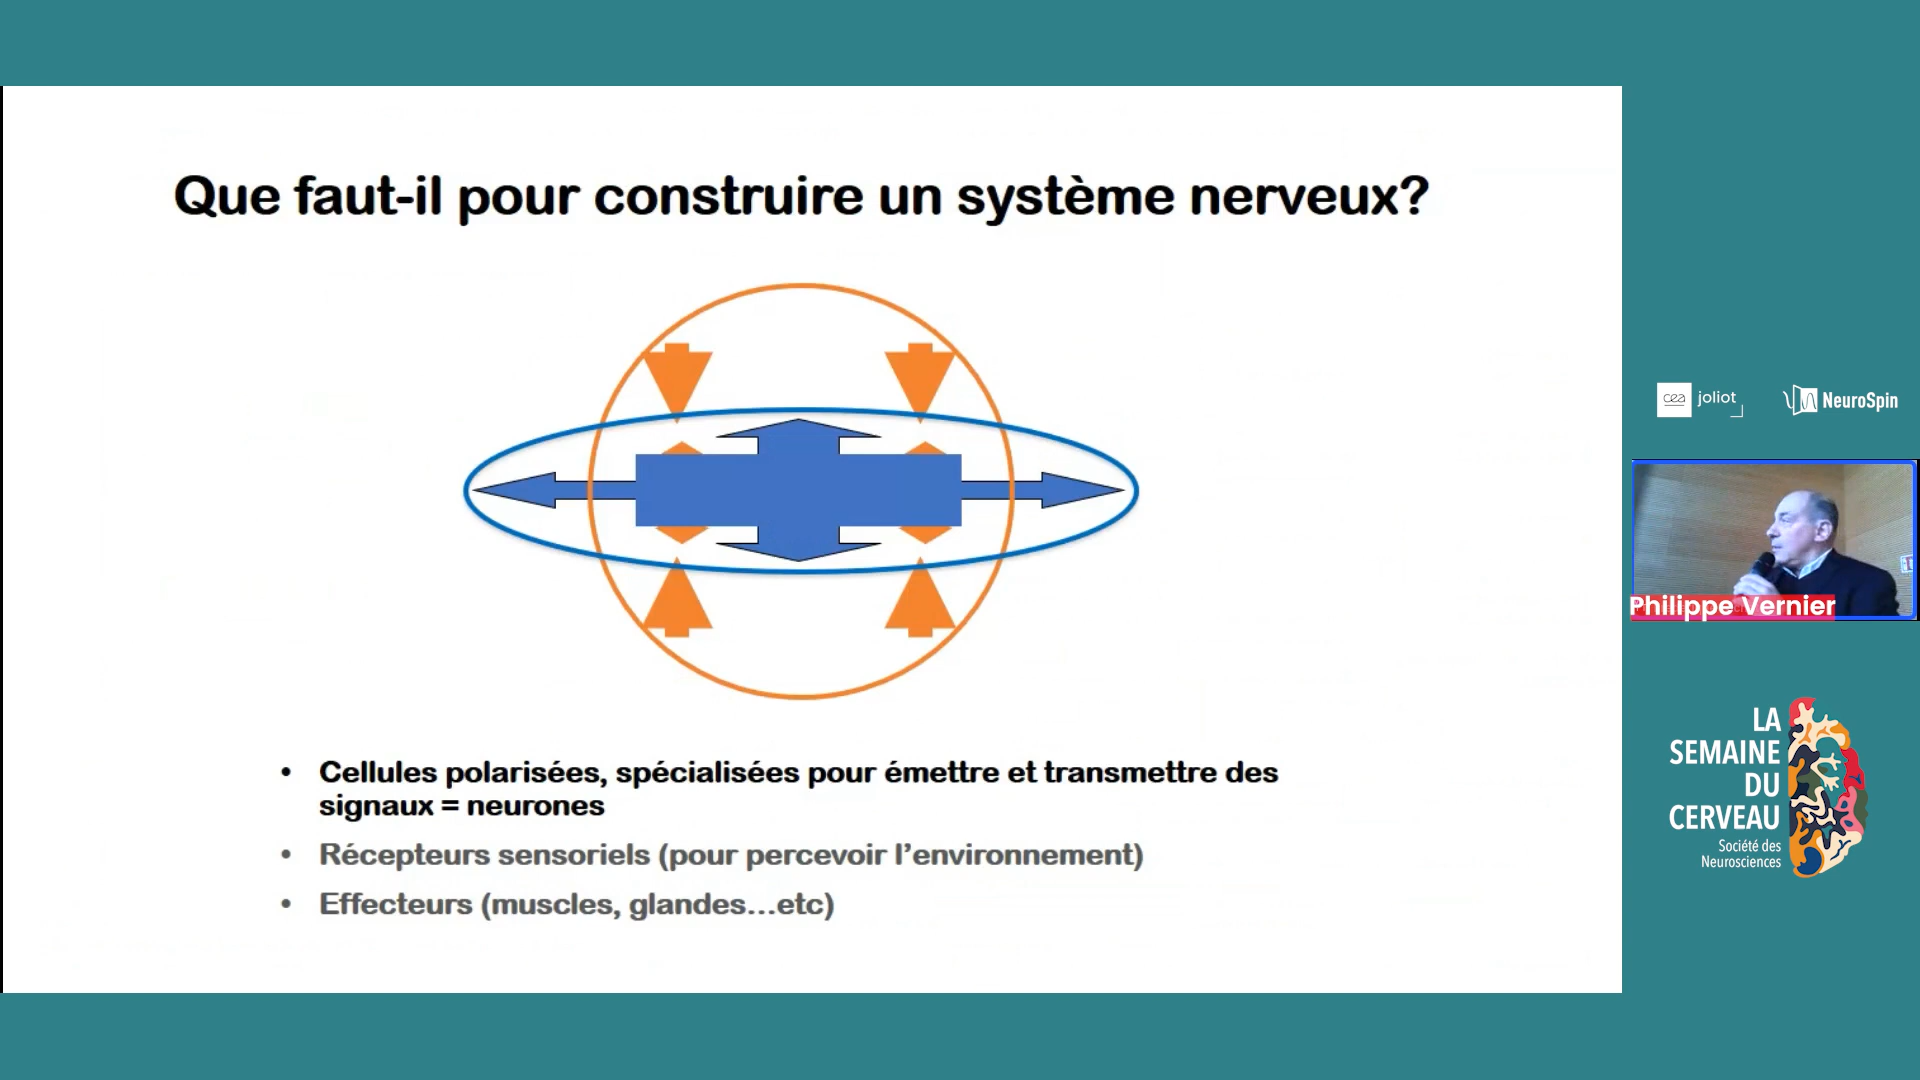 Que faut-il pour construire un système nerveux?
• Cellules polarisées, spécialisées pour émettre et transmettre des
signaux = neurones
• Récepteurs sensoriels (pour percevoir l’environnement)
• Effecteurs (muscles, glandes...etc)
cea joliot
NeuroSpin
Philippe Vernier
LA
SEMAINE
DU
CERVEAU
Société des
Neurosciences